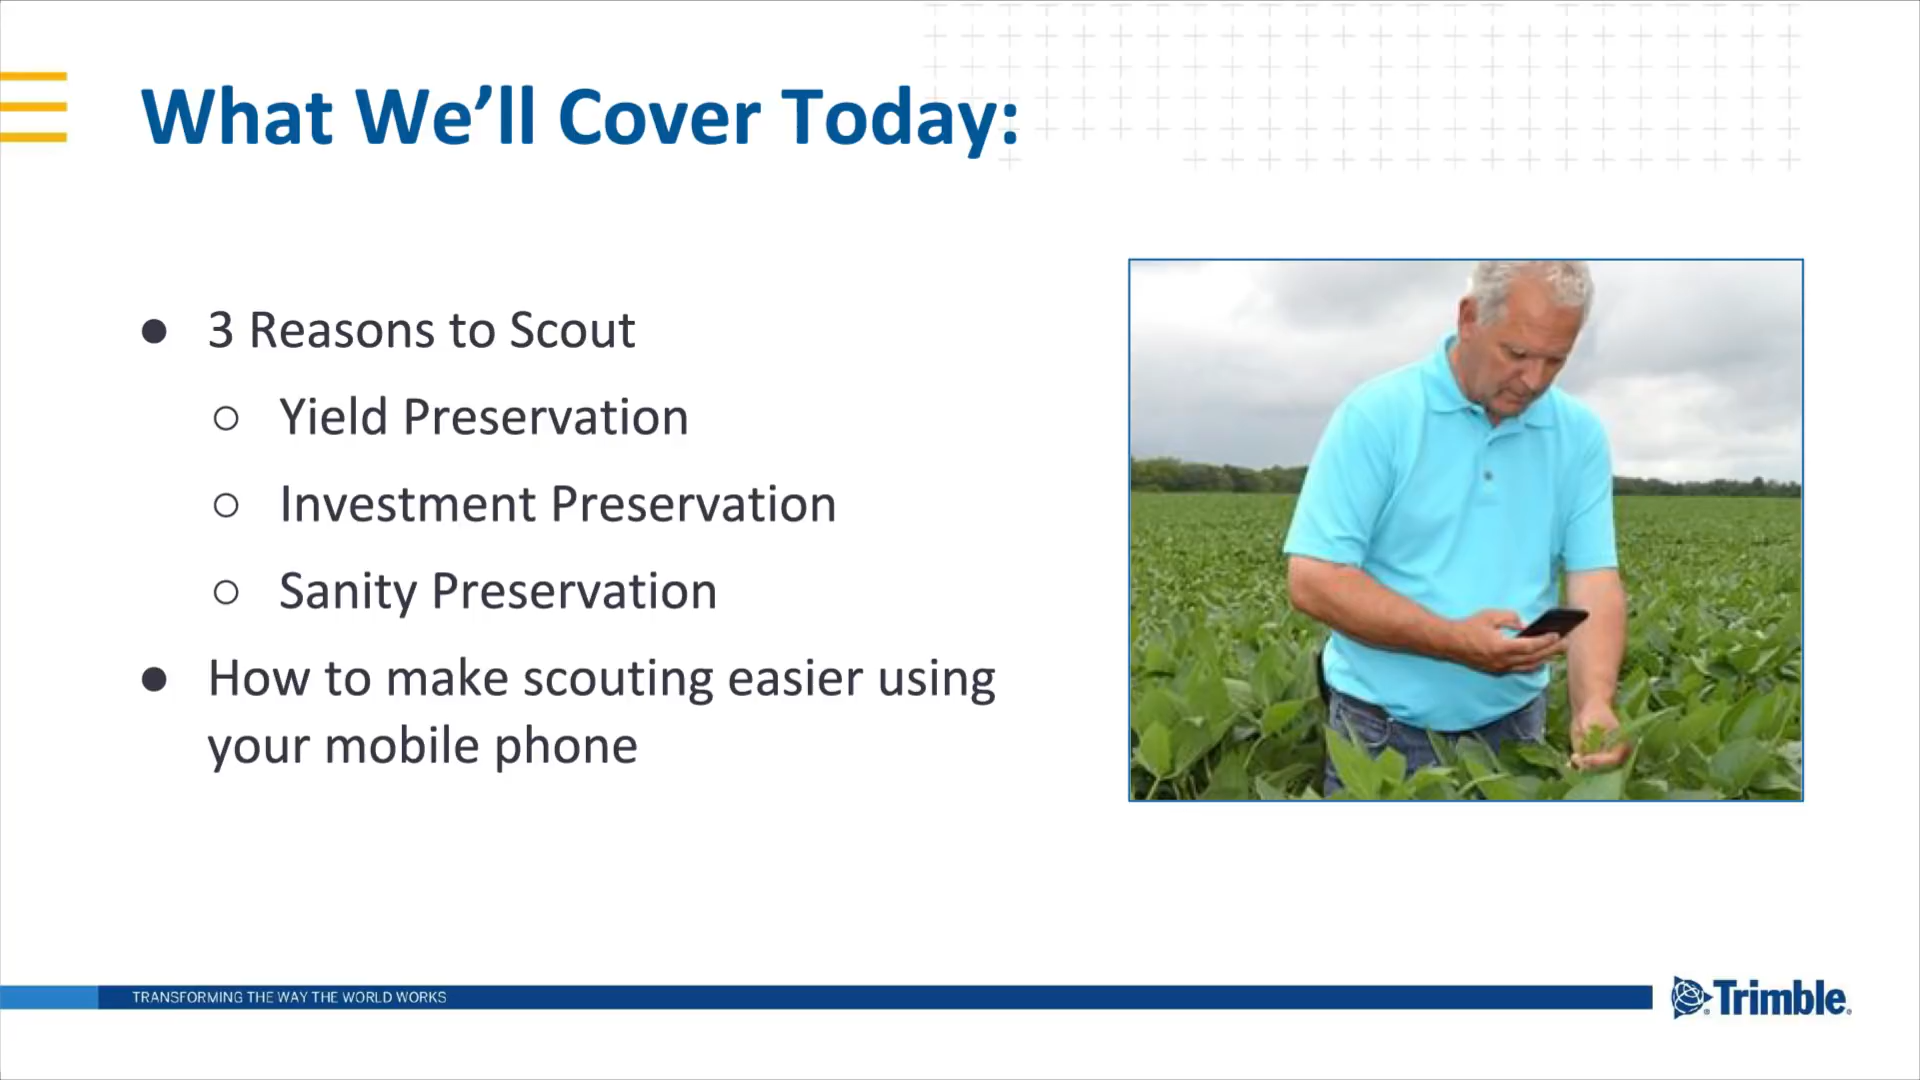 What We’ll Cover Today:
● 3 Reasons to Scout
○ Yield Preservation
○ Investment Preservation
○ Sanity Preservation
● How to make scouting easier using
your mobile phone
TRANSFORMING THE WAY THE WORLD WORKS
Trimble®